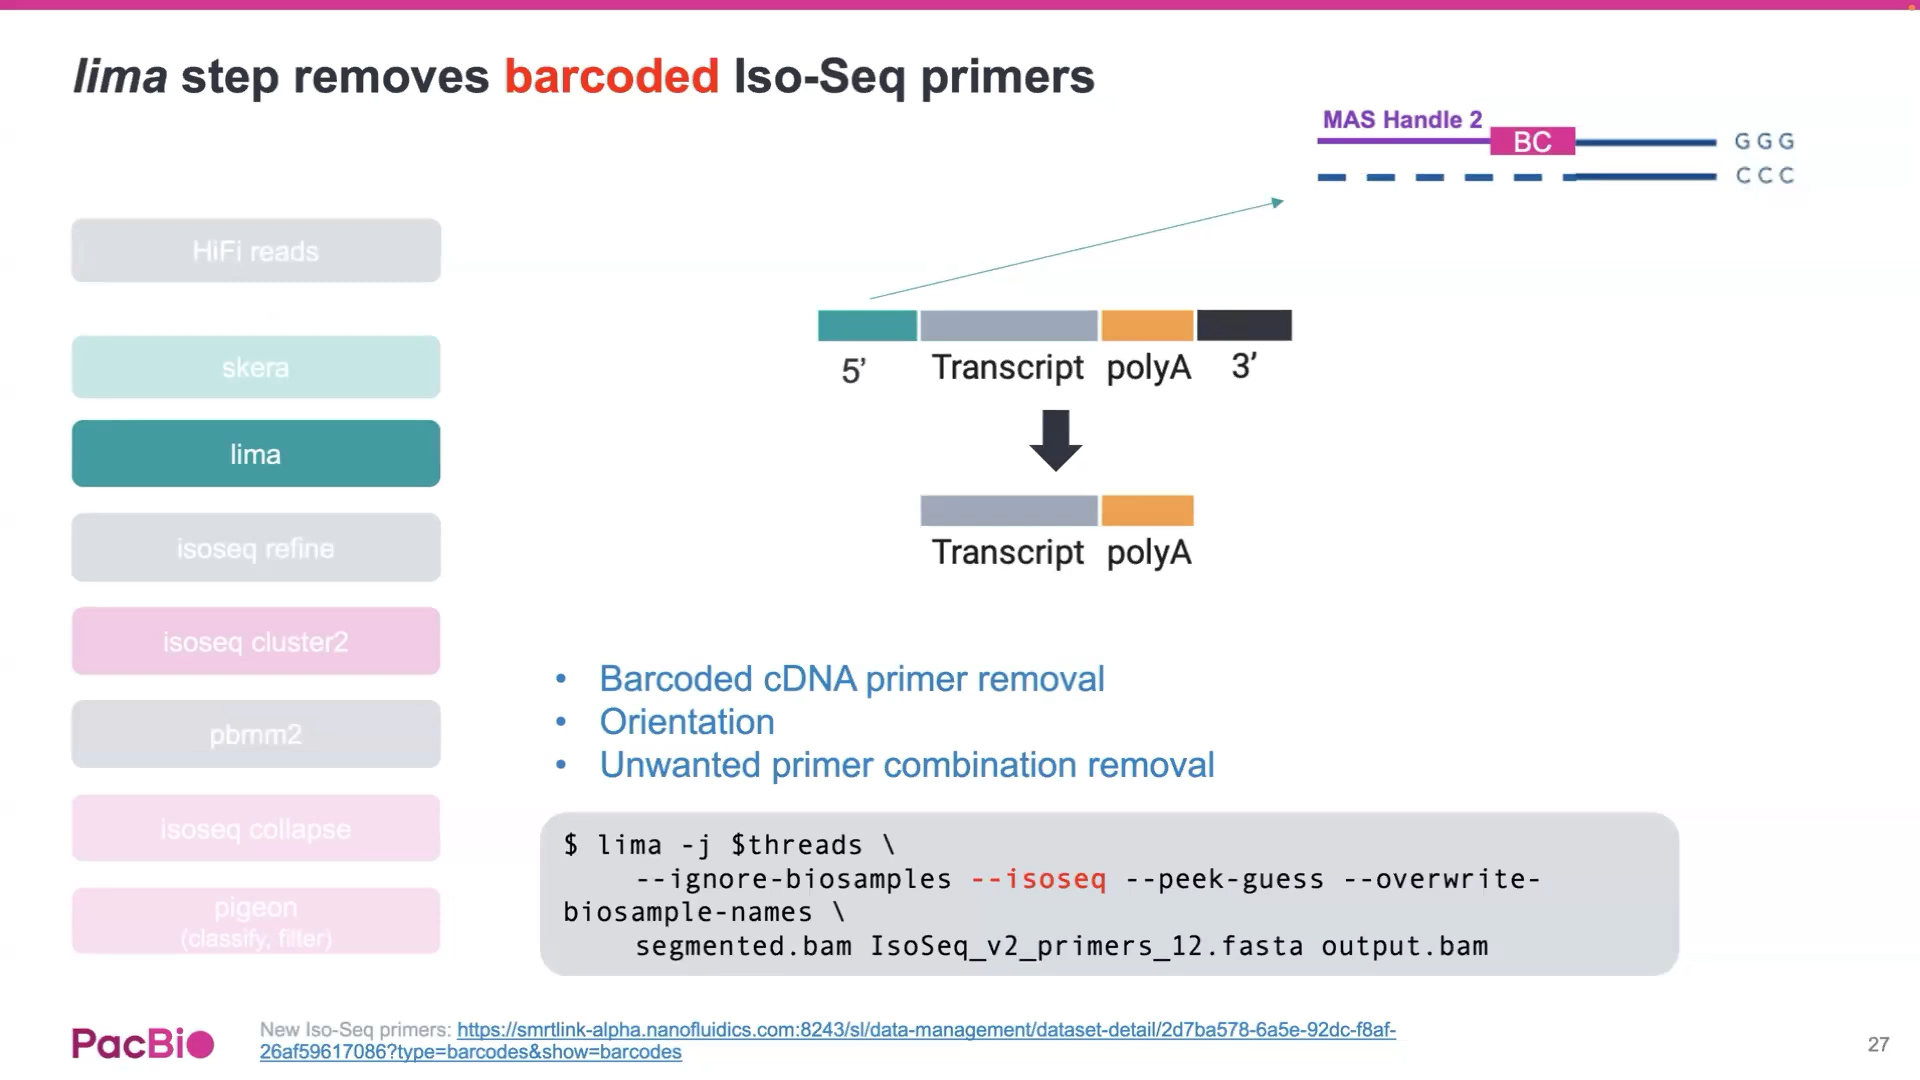 lima step removes barcoded Iso-Seq primers
MAS Handle 2
BC
G G G
C C C
HiFi reads
skera
lima
isoseq refine
isoseq cluster2
pbmm2
isoseq collapse
pigeon
(classify, filter)
5’ Transcript polyA 3’
Transcript polyA
• Barcoded cDNA primer removal
• Orientation
• Unwanted primer combination removal
$ lima -j $threads \
--ignore-biosamples --isoseq --peek-guess --overwrite-
biosample-names \
segmented.bam IsoSeq_v2_primers_12.fasta output.bam
PacBio
New Iso-Seq primers: https://smrtlink-alpha.nanofluidics.com:8243/sl/data-management/dataset-detail/2d7ba578-6a5e-92dc-f8af-
26af59617086?type=barcodes&show=barcodes
27